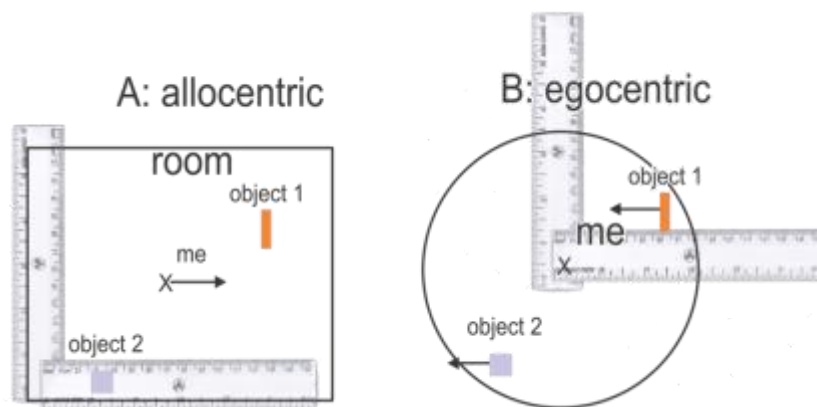 A: allocentric
room
object 1
me
X
object 2
B: egocentric
object 1
me
X
object 2